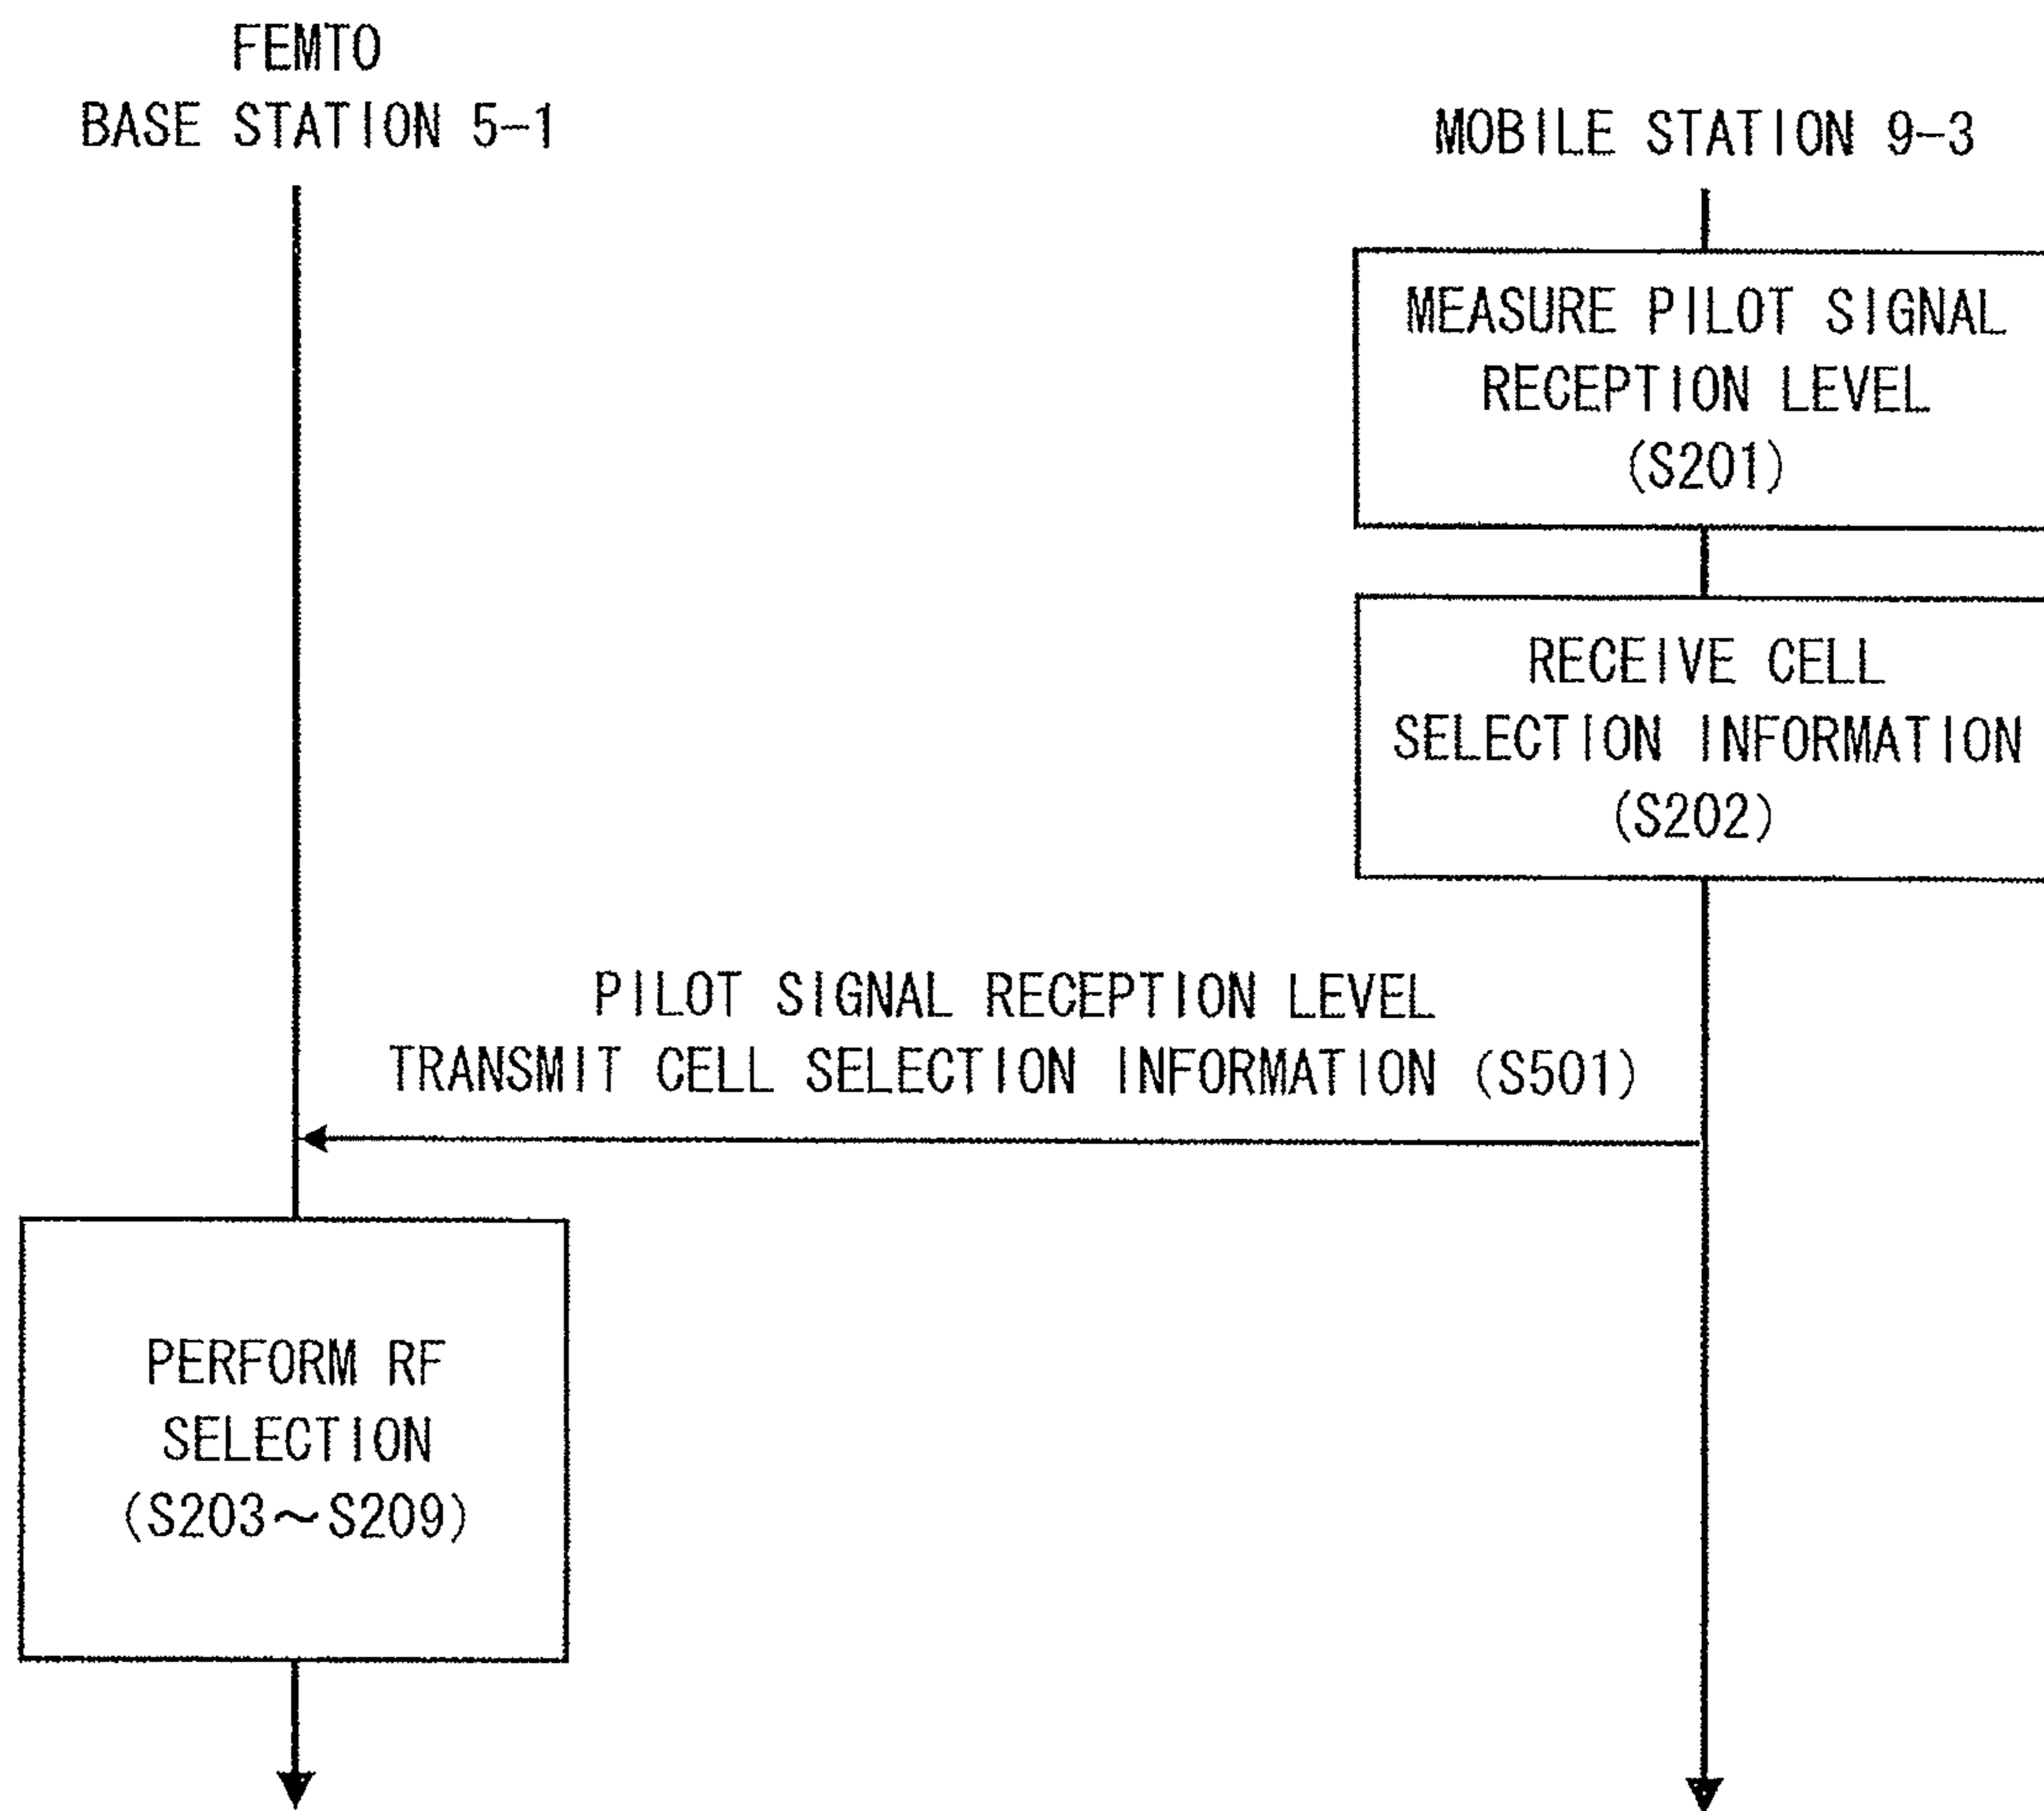 FEMTO
BASE STATION 5-1
MOBILE STATION 9-3
MEASURE PILOT SIGNAL
RECEPTION LEVEL
(S201)
RECEIVE CELL
SELECTION INFORMATION
(S202)
PILOT SIGNAL RECEPTION LEVEL
TRANSMIT CELL SELECTION INFORMATION (S501)
PERFORM RF
SELECTION
(S203～S209)